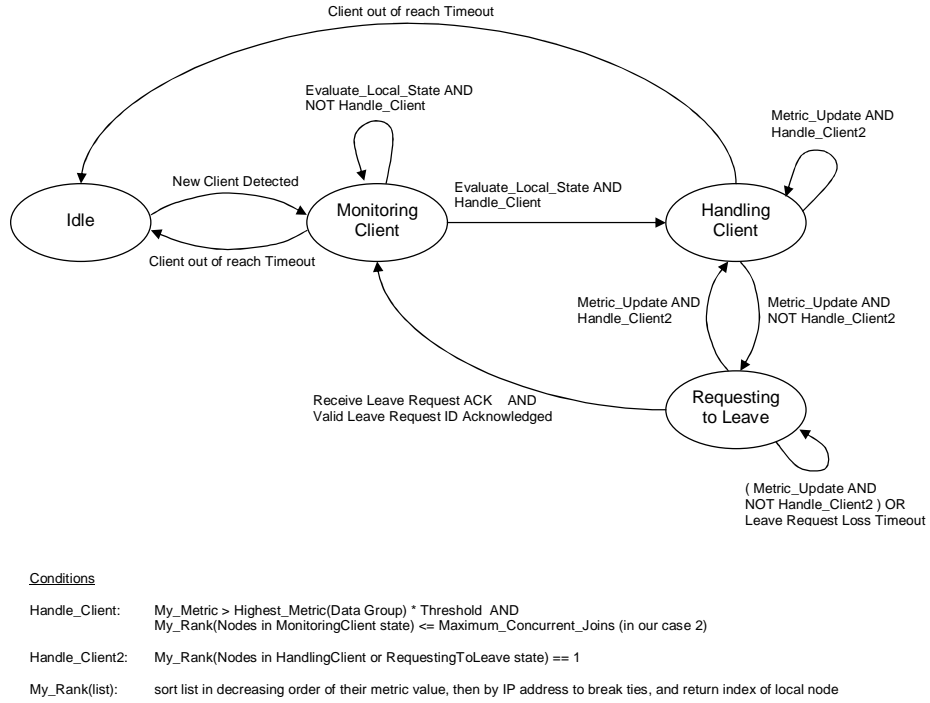 Client out of reach Timeout
Evaluate_Local_State AND
NOT Handle_Client
Metric_Update AND
Handle_Client2
New Client Detected
Evaluate_Local_State AND
Handle_Client
Idle
Monitoring
Client
Handling
Client
Client out of reach Timeout
Metric_Update AND
Handle_Client2
Metric_Update AND
NOT Handle_Client2
Receive Leave Request ACK AND
Valid Leave Request ID Acknowledged
Requesting
to Leave
( Metric_Update AND
NOT Handle_Client2 ) OR
Leave Request Loss Timeout
Conditions
Handle_Client: My_Metric > Highest_Metric(Data Group) * Threshold AND
My_Rank(Nodes in MonitoringClient state) <= Maximum_Concurrent_Joins (in our case 2)
Handle_Client2: My_Rank(Nodes in HandlingClient or RequestingToLeave state) == 1
My_Rank(list): sort list in decreasing order of their metric value, then by IP address to break ties, and return index of local node